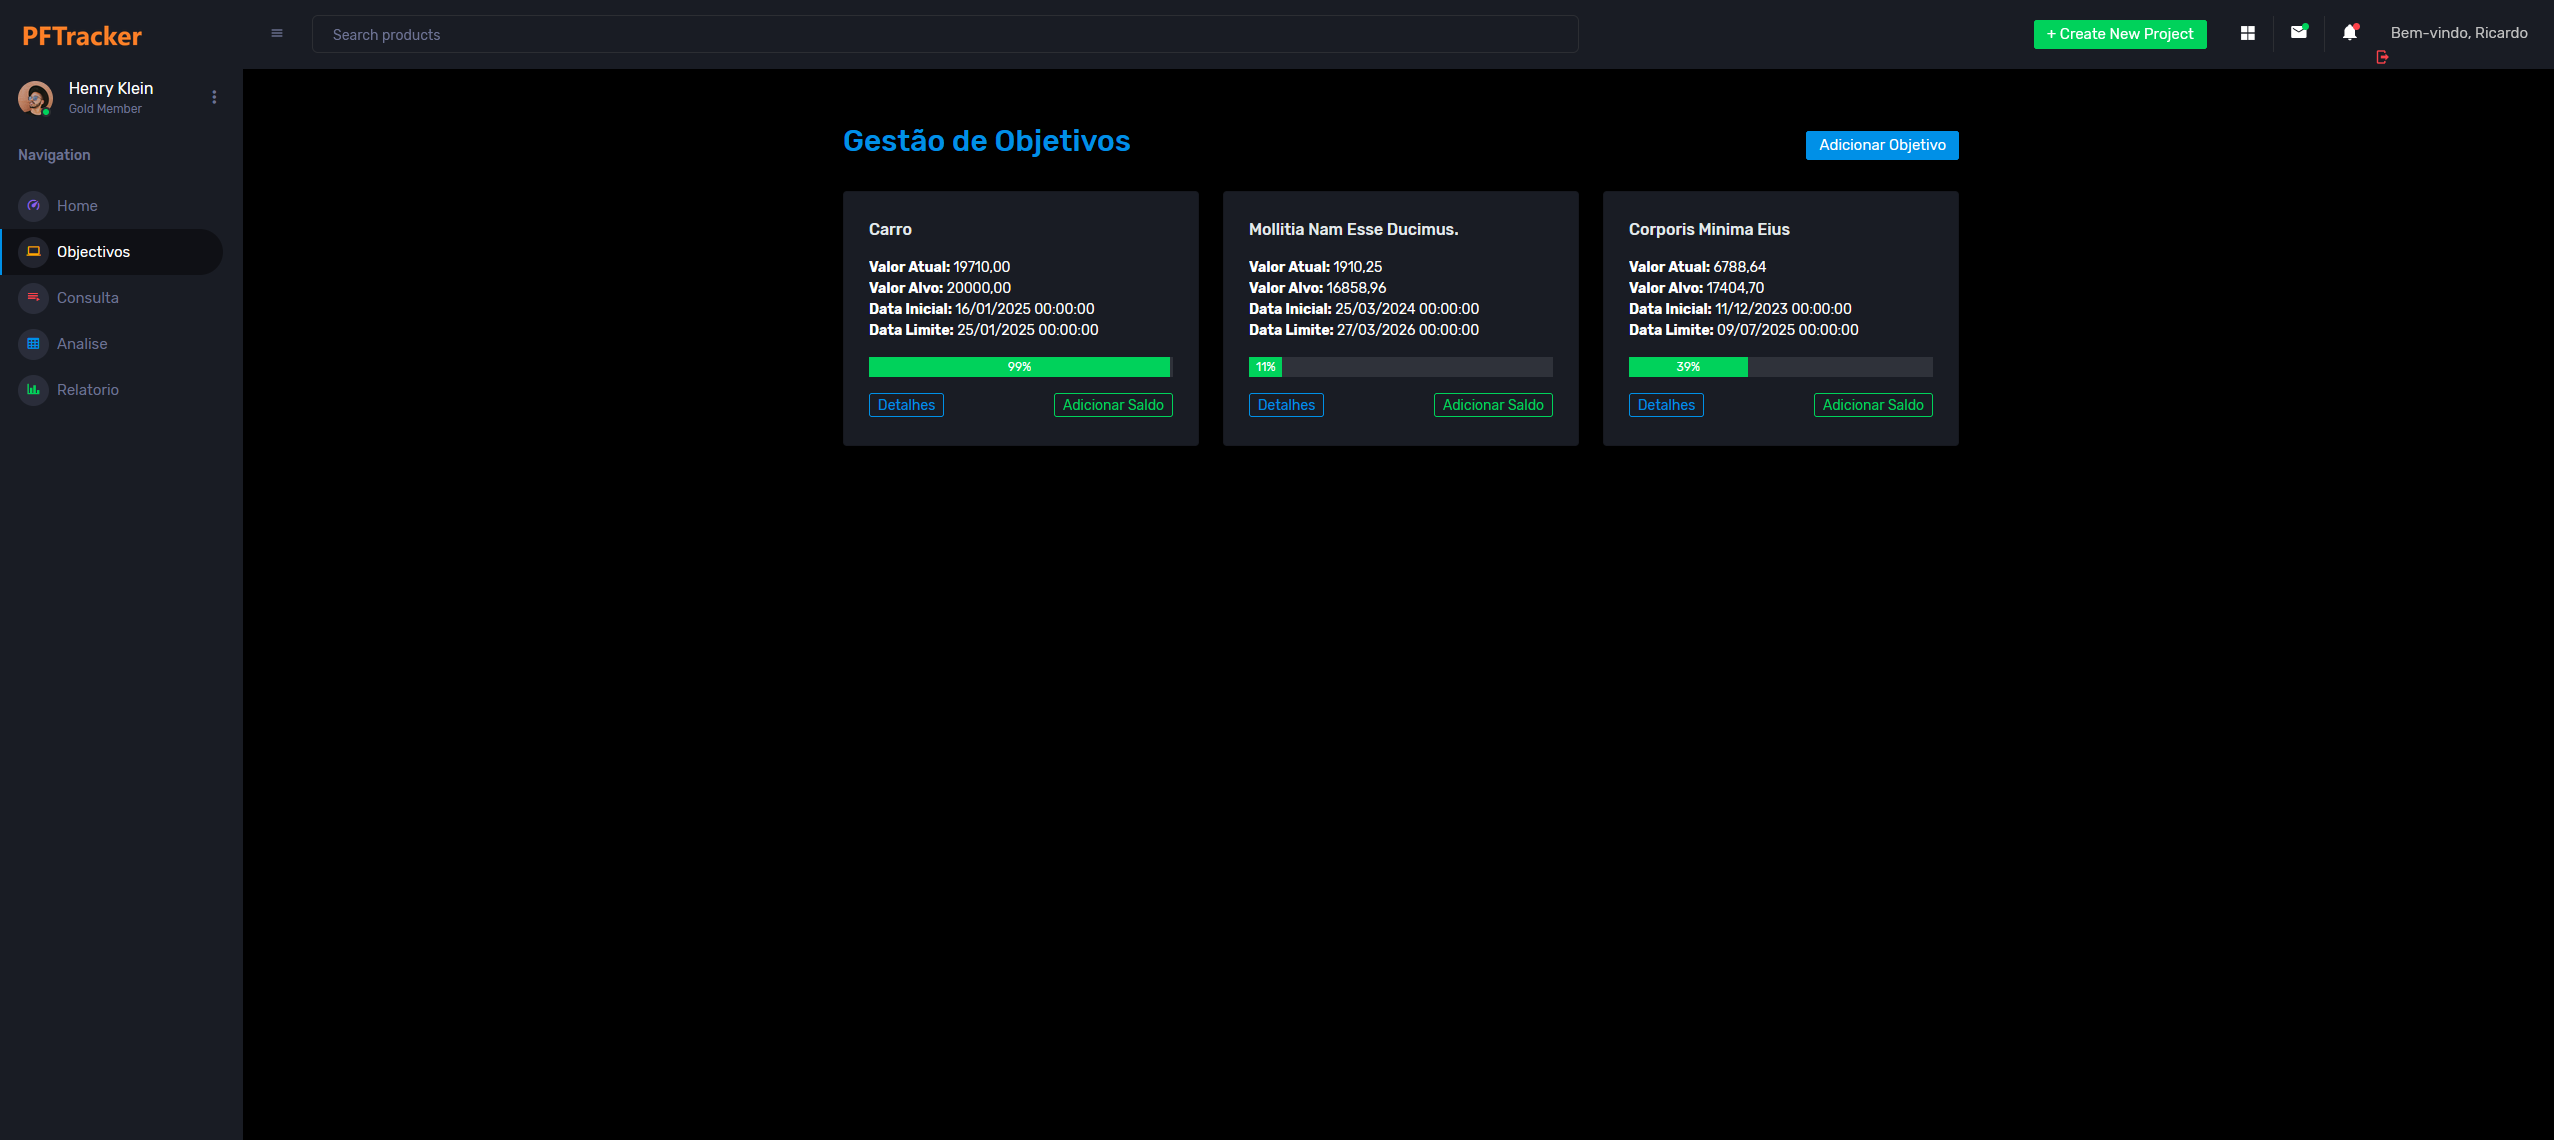 PFTracker
Search products
+ Create New Project
Bem-vindo, Ricardo
Henry Klein
Gold Member
Navigation
Home
Objectivos
Consulta
Analise
Relatorio
Gestão de Objetivos
Adicionar Objetivo
Carro
Valor Atual: 19710,00
Valor Alvo: 20000,00
Data Inicial: 16/01/2025 00:00:00
Data Limite: 25/01/2025 00:00:00
99%
Detalhes
Adicionar Saldo
Mollitia Nam Esse Ducimus.
Valor Atual: 1910,25
Valor Alvo: 16858,96
Data Inicial: 25/03/2024 00:00:00
Data Limite: 27/03/2026 00:00:00
11%
Detalhes
Adicionar Saldo
Corporis Minima Eius
Valor Atual: 6788,64
Valor Alvo: 17404,70
Data Inicial: 11/12/2023 00:00:00
Data Limite: 09/07/2025 00:00:00
39%
Detalhes
Adicionar Saldo